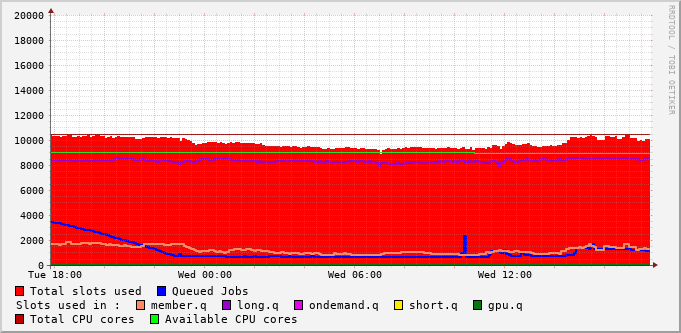 20000
18000
16000
14000
12000
10000
8000
6000
4000
2000
0
Tue 18:00 Wed 00:00 Wed 06:00 Wed 12:00
RRDTOOL / TOBI OETIKER
Total slots used Queued Jobs
Slots used in : member.q long.q ondemand.q short.q gpu.q
Total CPU cores Available CPU cores